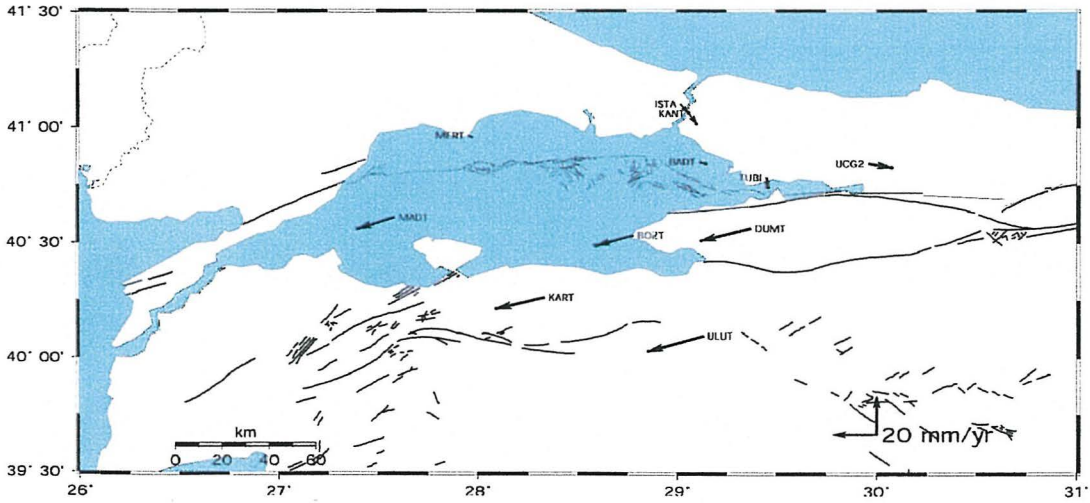 41° 30'
41° 00'
40° 30'
40° 00'
39° 30'
ISTA
KANT
MERT
BADT
TUBI
UCG2
MADT
BOZT
DUMT
KART
ULUT
km
0 20 40 60
20 mm/yr
26° 27° 28° 29° 30° 31°